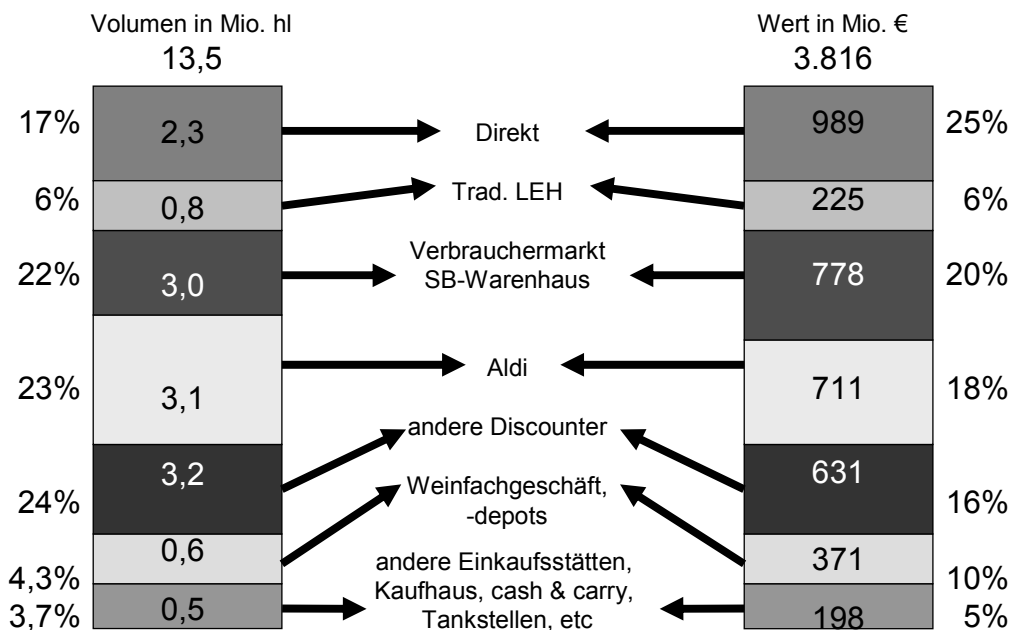 Volumen in Mio. hl
13,5
Wert in Mio. €
3.816
17% 2,3 Direkt 989 25%
6% 0,8 Trad. LEH 225 6%
Verbrauchermarkt
22% 3,0 SB-Warenhaus 778 20%
23% 3,1 Aldi 711 18%
andere Discounter
24% 3,2 631 16%
Weinfachgeschäft,
-depots
4,3% 0,6 371 10%
andere Einkaufsstätten,
Kaufhaus, cash & carry,
Tankstellen, etc
3,7% 0,5 198 5%